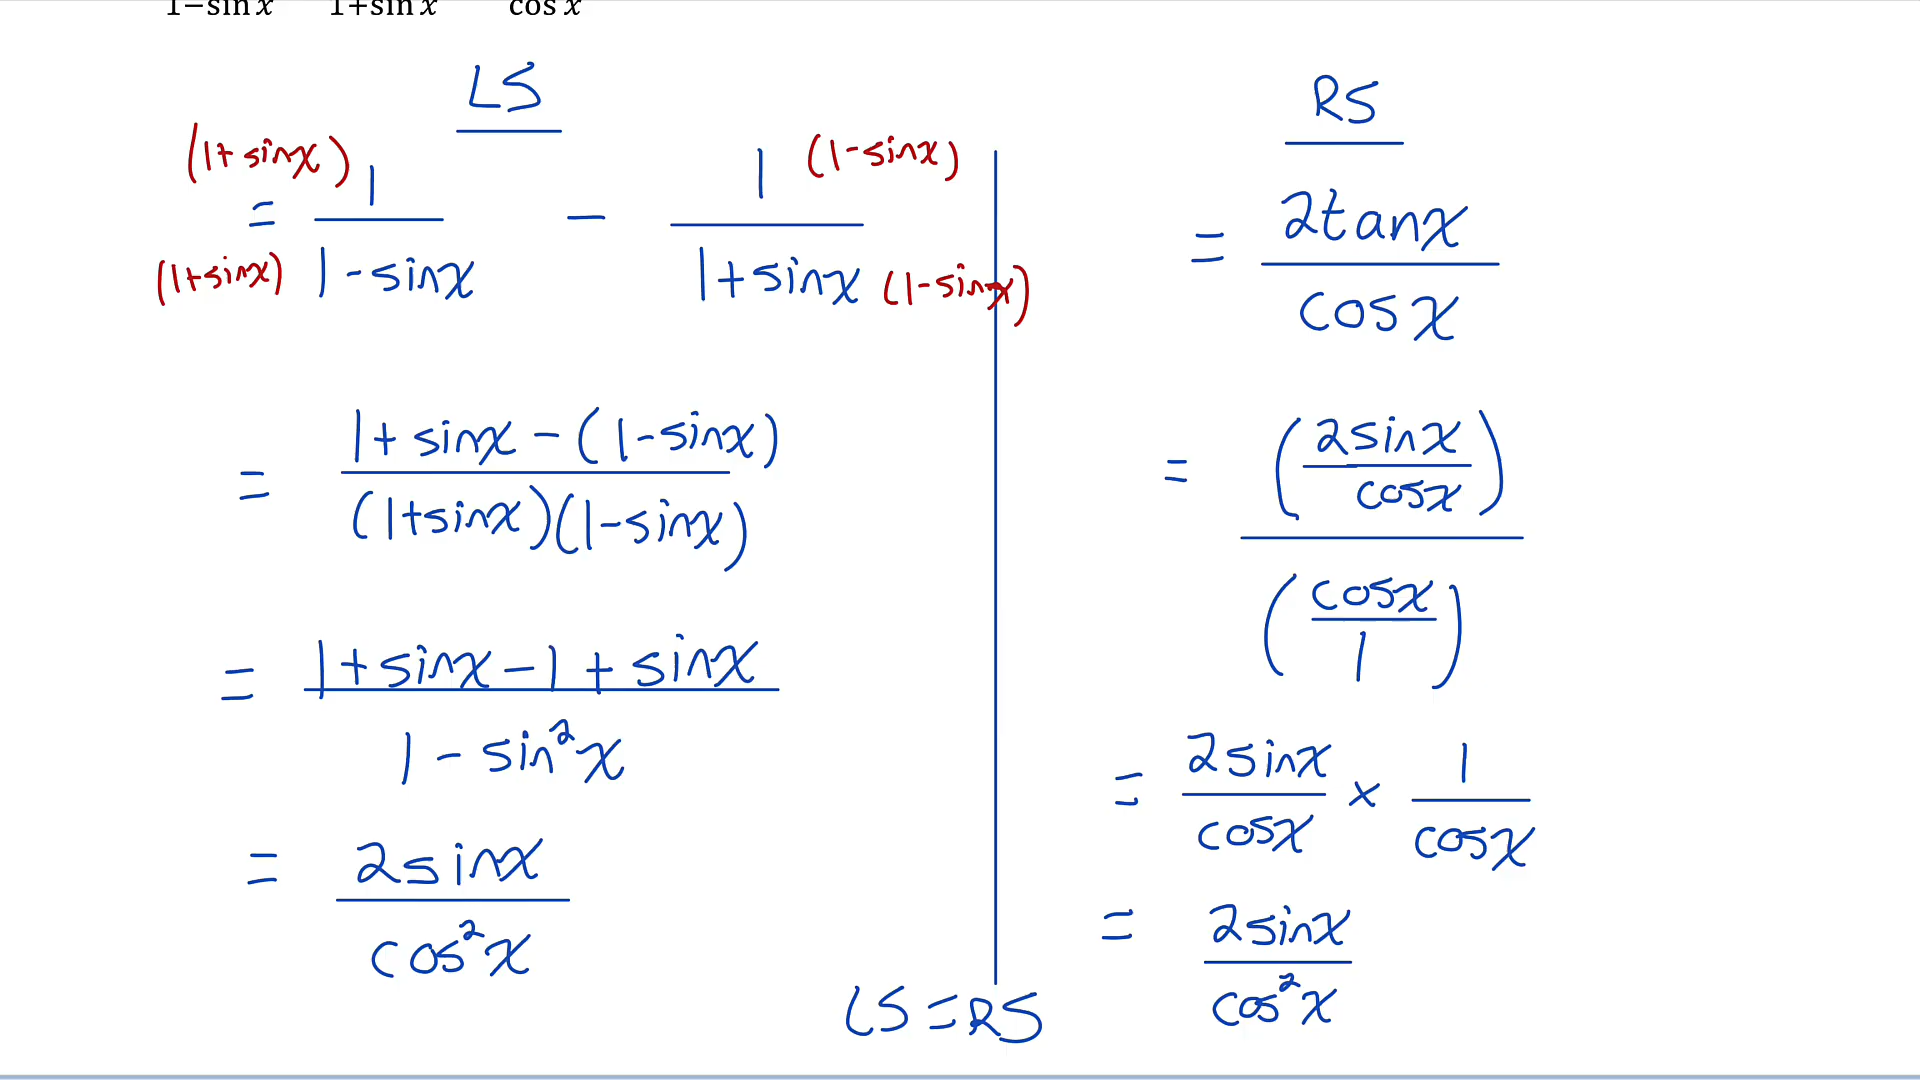 1−sin x 1+sin x cos x
LS
= (1+sinx) 1 / (1+sinx) 1-sinx − 1 (1-sinx) / 1+sinx (1-sinx)
= 1+sinx-(1-sinx) / (1+sinx)(1-sinx)
= 1+sinx-1+sinx / 1-sin²x
= 2sinx / cos²x
RS
= 2tanx / cosx
= (2sinx / cosx) / (cosx / 1)
= 2sinx / cosx × 1 / cosx
= 2sinx / cos²x
LS = RS